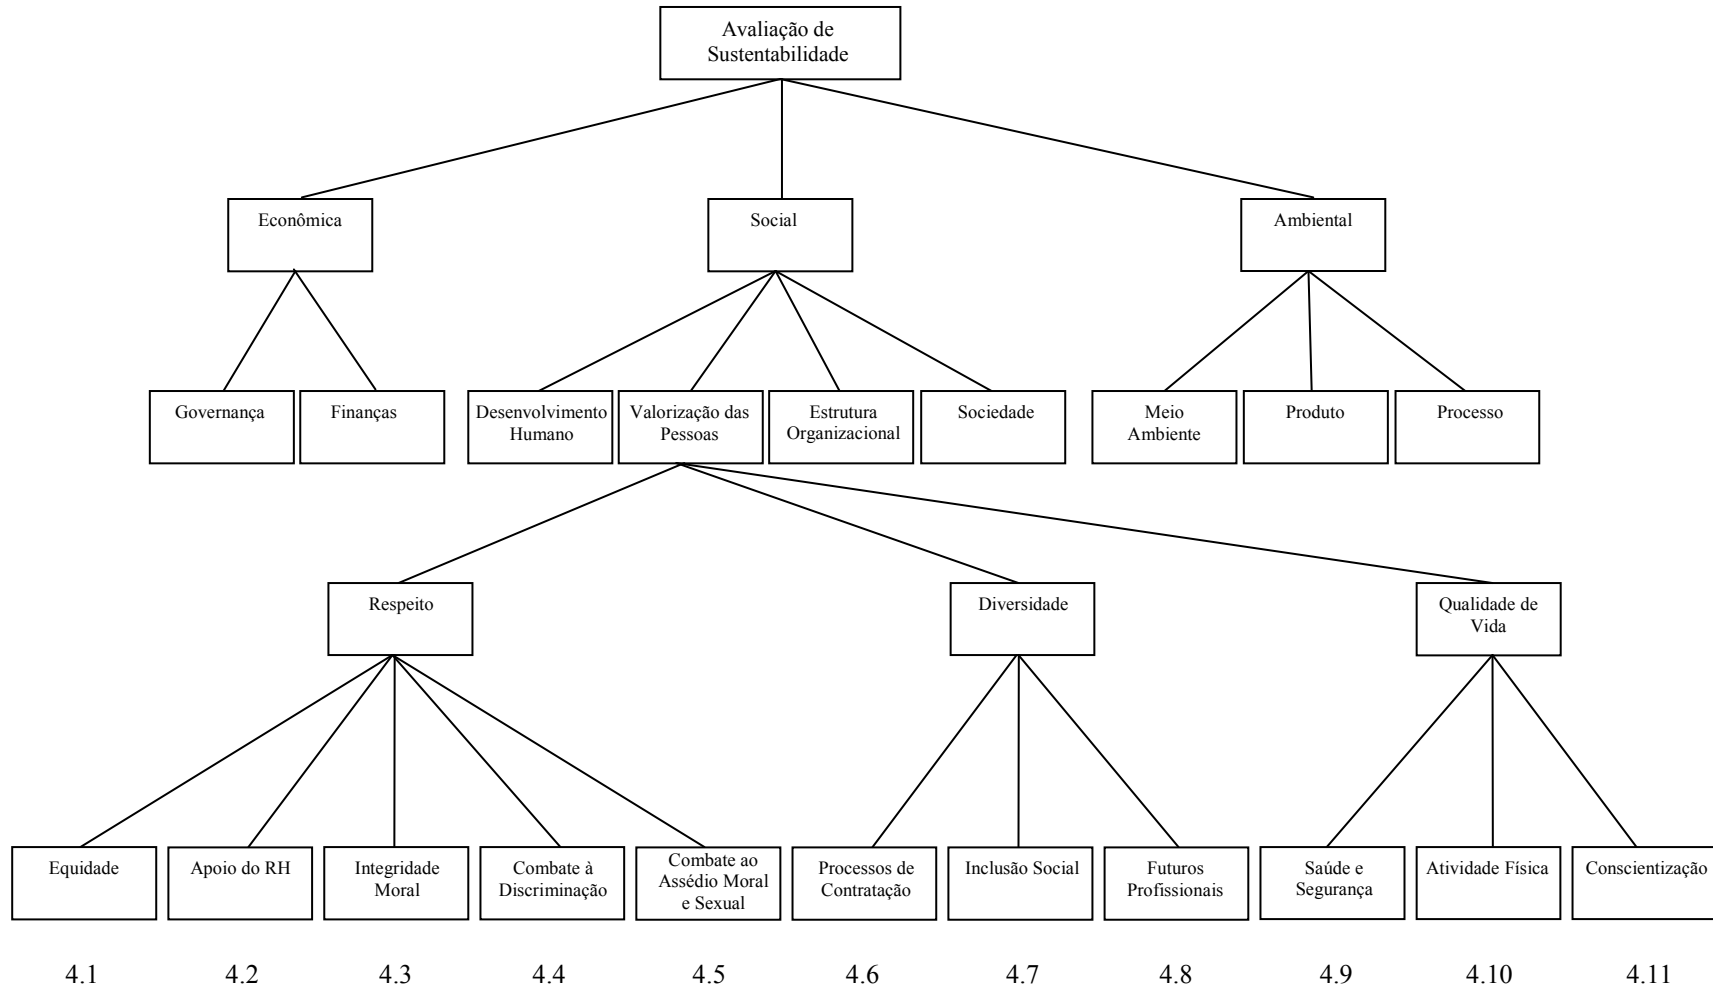 Avaliação de
Sustentabilidade
Econômica
Social
Ambiental
Governança
Finanças
Desenvolvimento
Humano
Valorização das
Pessoas
Estrutura
Organizacional
Sociedade
Meio
Ambiente
Produto
Processo
Respeito
Diversidade
Qualidade de
Vida
Equidade
Apoio do RH
Integridade
Moral
Combate à
Discriminação
Combate ao
Assédio Moral
e Sexual
Processos de
Contratação
Inclusão Social
Futuros
Profissionais
Saúde e
Segurança
Atividade Física
Conscientização
4.1 4.2 4.3 4.4 4.5 4.6 4.7 4.8 4.9 4.10 4.11